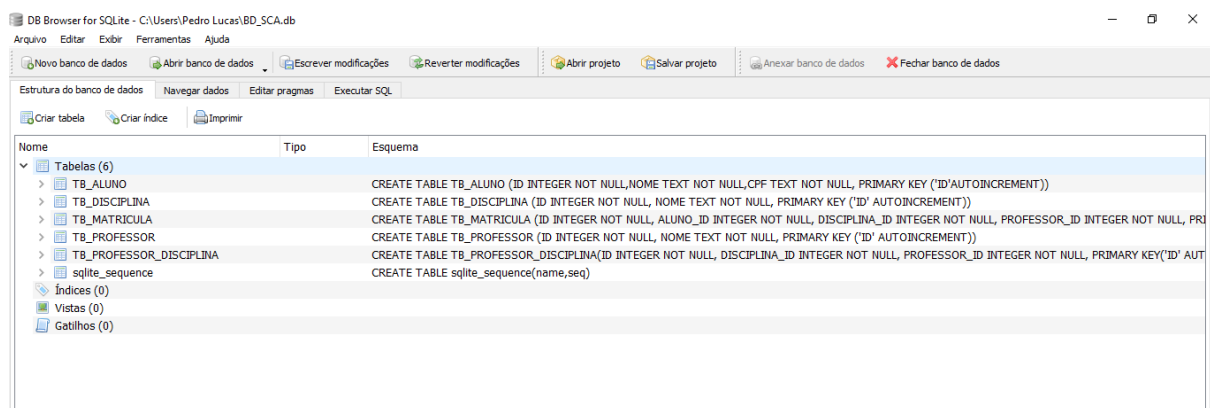 DB Browser for SQLite - C:\Users\Pedro Lucas\BD_SCA.db
Arquivo Editar Exibir Ferramentas Ajuda
Novo banco de dados Abrir banco de dados Escrever modificações Reverter modificações Abrir projeto Salvar projeto Anexar banco de dados Fechar banco de dados
Estrutura do banco de dados Navegar dados Editar pragmas Executar SQL
Criar tabela Criar índice Imprimir
Nome Tipo Esquema
Tabelas (6)
TB_ALUNO CREATE TABLE TB_ALUNO (ID INTEGER NOT NULL,NOME TEXT NOT NULL,CPF TEXT NOT NULL, PRIMARY KEY ('ID'AUTOINCREMENT))
TB_DISCIPLINA CREATE TABLE TB_DISCIPLINA (ID INTEGER NOT NULL, NOME TEXT NOT NULL, PRIMARY KEY ('ID' AUTOINCREMENT))
TB_MATRICULA CREATE TABLE TB_MATRICULA (ID INTEGER NOT NULL, ALUNO_ID INTEGER NOT NULL, DISCIPLINA_ID INTEGER NOT NULL, PROFESSOR_ID INTEGER NOT NULL, PRI
TB_PROFESSOR CREATE TABLE TB_PROFESSOR (ID INTEGER NOT NULL, NOME TEXT NOT NULL, PRIMARY KEY ('ID' AUTOINCREMENT))
TB_PROFESSOR_DISCIPLINA CREATE TABLE TB_PROFESSOR_DISCIPLINA(ID INTEGER NOT NULL, DISCIPLINA_ID INTEGER NOT NULL, PROFESSOR_ID INTEGER NOT NULL, PRIMARY KEY('ID' AUT
sqlite_sequence CREATE TABLE sqlite_sequence(name,seq)
Índices (0)
Vistas (0)
Gatilhos (0)